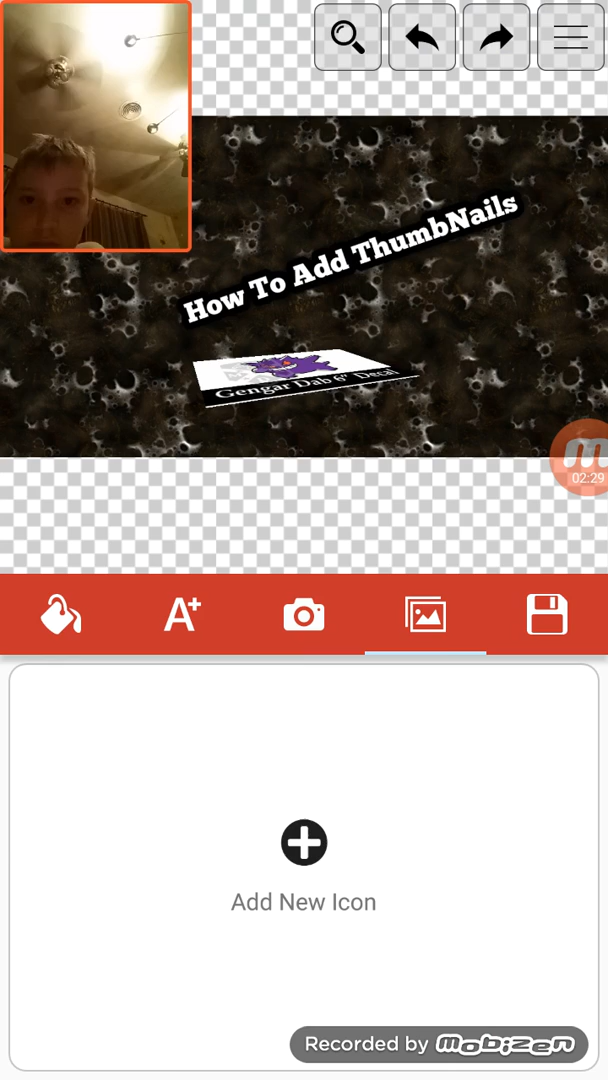 How To Add ThumbNails
Gengar Dab 6" Decal
02:29
A+
Add New Icon
Recorded by mobizen